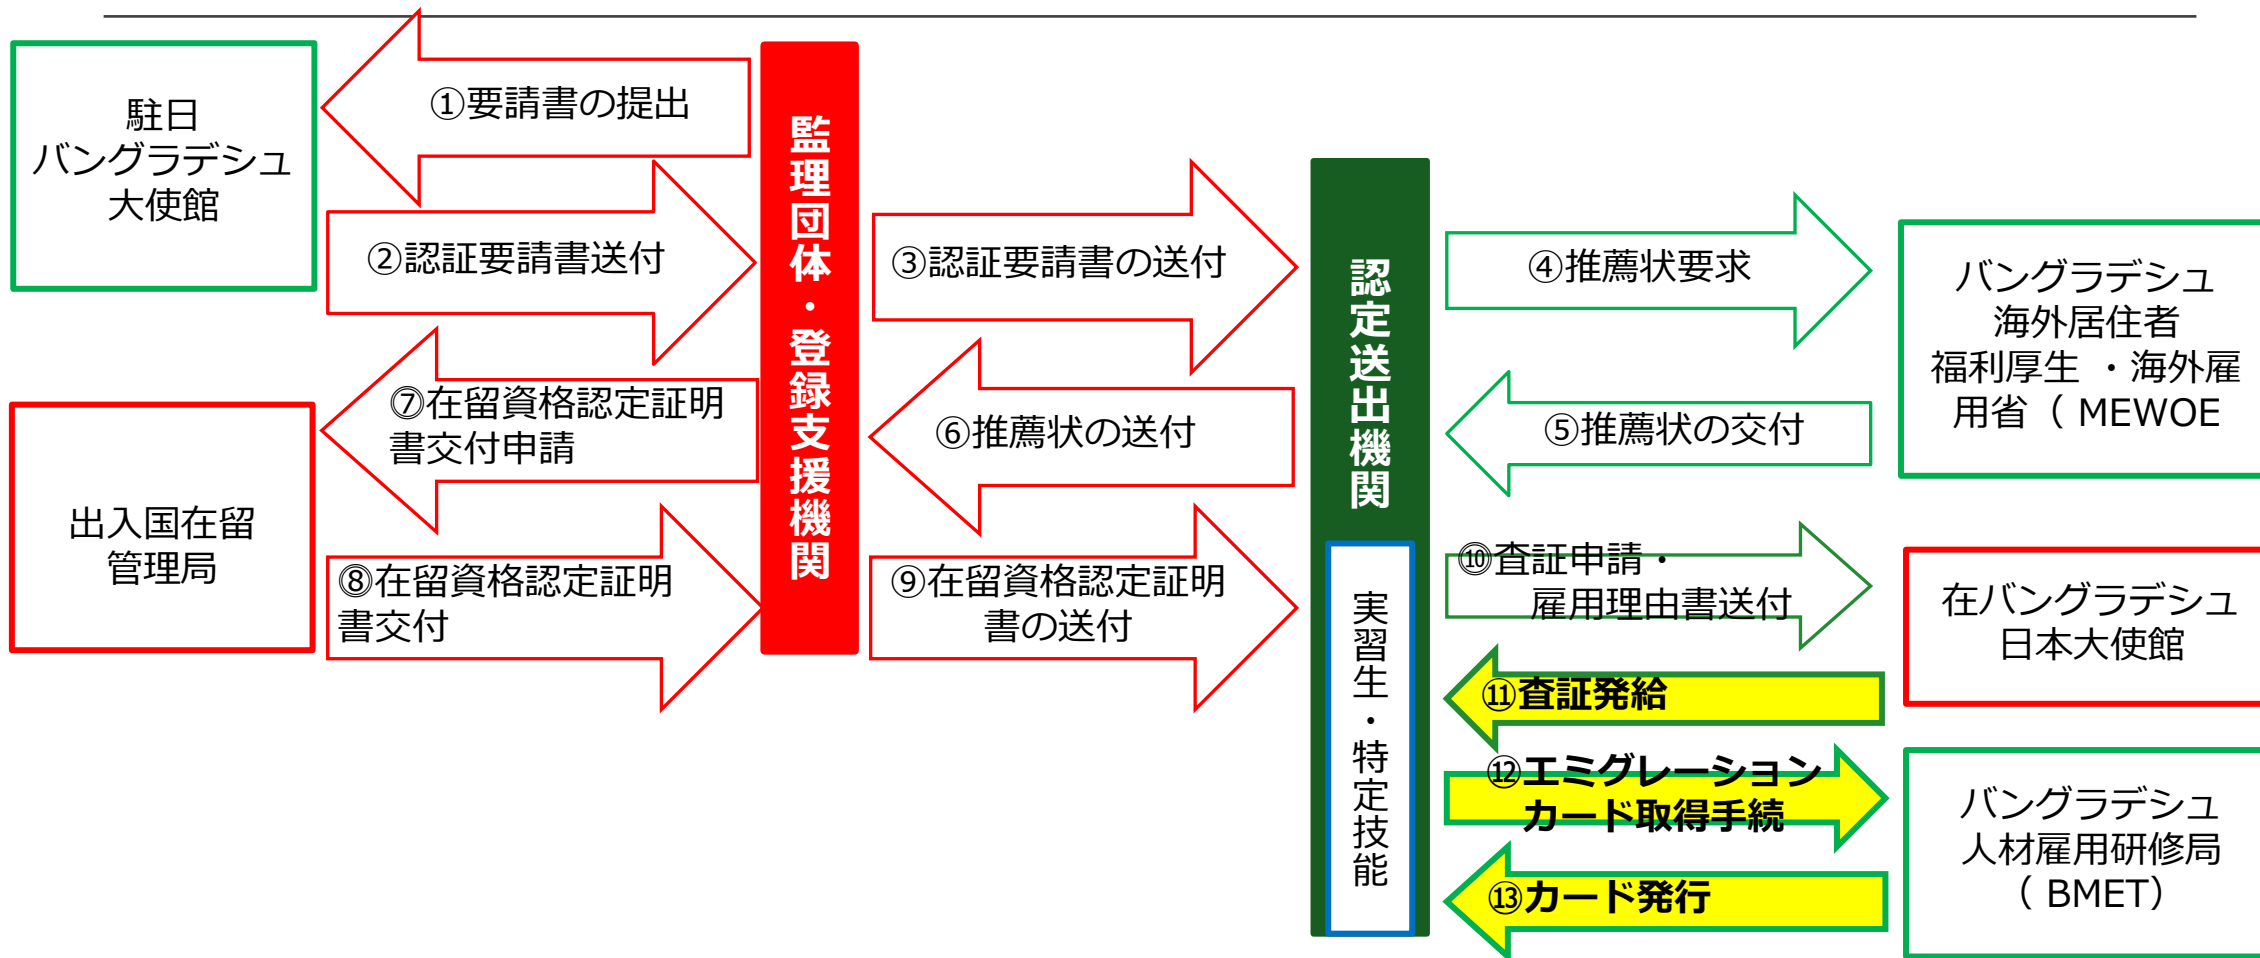 駐日
バングラデシュ
大使館
①要請書の提出
②認証要請書送付
監理団体・登録支援機関
③認証要請書の送付
認定送出機関
④推薦状要求
バングラデシュ
海外居住者
福利厚生 ・海外雇
用省（ MEWOE
⑤推薦状の交付
⑥推薦状の送付
⑦在留資格認定証明
書交付申請
出入国在留
管理局
⑧在留資格認定証明
書交付
⑨在留資格認定証明
書の送付
実習生・特定技能
⑩査証申請・
雇用理由書送付
在バングラデシュ
日本大使館
⑪査証発給
⑫エミグレーション
カード取得手続
バングラデシュ
人材雇用研修局
（ BMET）
⑬カード発行